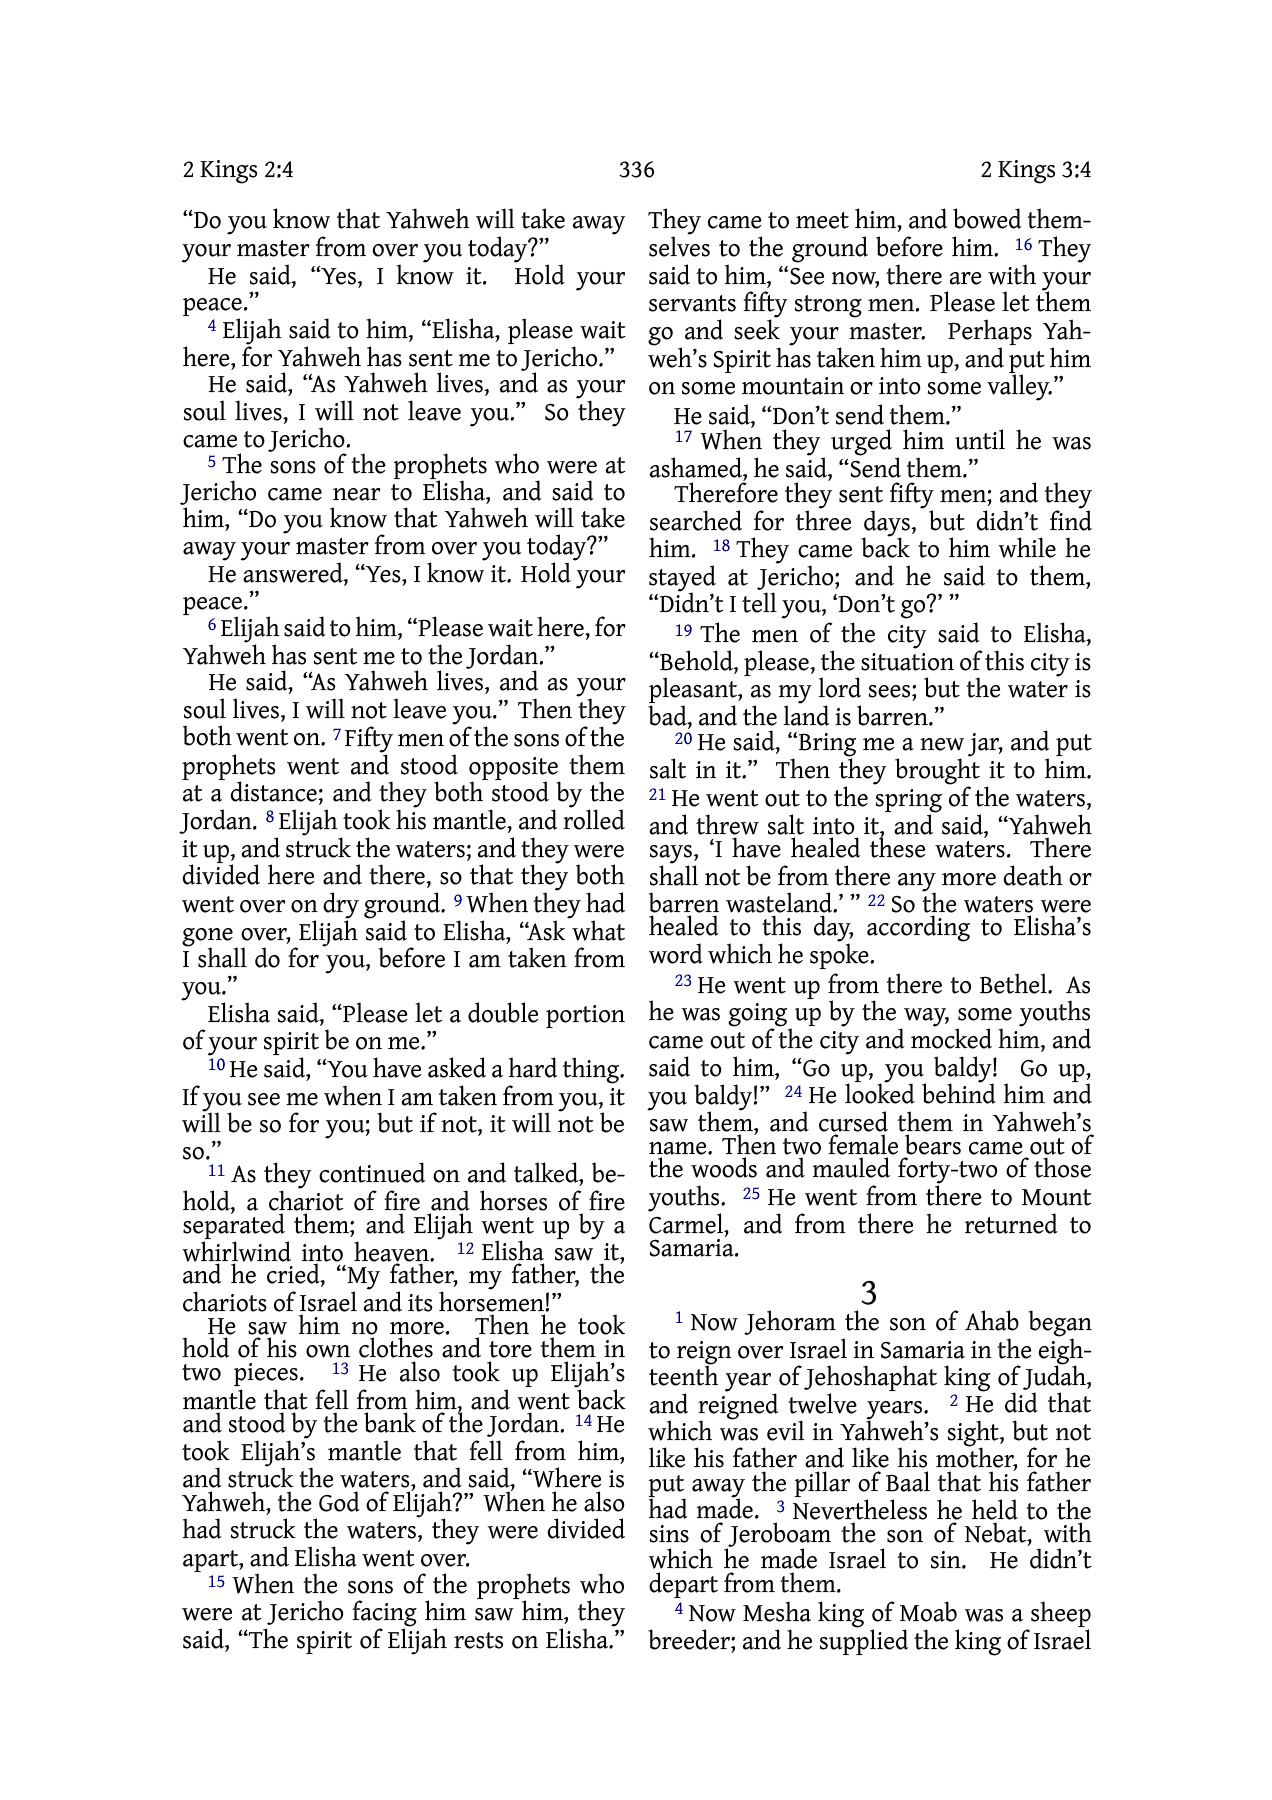 2 Kings 2:4 336 2 Kings 3:4
“Do you know that Yahweh will take away
your master from over you today?”
He said, “Yes, I know it. Hold your
peace.”
4 Elijah said to him, “Elisha, please wait
here, for Yahweh has sent me to Jericho.”
He said, “As Yahweh lives, and as your
soul lives, I will not leave you.” So they
came to Jericho.
5 The sons of the prophets who were at
Jericho came near to Elisha, and said to
him, “Do you know that Yahweh will take
away your master from over you today?”
He answered, “Yes, I know it. Hold your
peace.”
6 Elijah said to him, “Please wait here, for
Yahweh has sent me to the Jordan.”
He said, “As Yahweh lives, and as your
soul lives, I will not leave you.” Then they
both went on. 7 Fifty men of the sons of the
prophets went and stood opposite them
at a distance; and they both stood by the
Jordan. 8 Elijah took his mantle, and rolled
it up, and struck the waters; and they were
divided here and there, so that they both
went over on dry ground. 9 When they had
gone over, Elijah said to Elisha, “Ask what
I shall do for you, before I am taken from
you.”
Elisha said, “Please let a double portion
of your spirit be on me.”
10 He said, “You have asked a hard thing.
If you see me when I am taken from you, it
will be so for you; but if not, it will not be
so.”
11 As they continued on and talked, be-
hold, a chariot of fire and horses of fire
separated them; and Elijah went up by a
whirlwind into heaven. 12 Elisha saw it,
and he cried, “My father, my father, the
chariots of Israel and its horsemen!”
He saw him no more. Then he took
hold of his own clothes and tore them in
two pieces. 13 He also took up Elijah’s
mantle that fell from him, and went back
and stood by the bank of the Jordan. 14 He
took Elijah’s mantle that fell from him,
and struck the waters, and said, “Where is
Yahweh, the God of Elijah?” When he also
had struck the waters, they were divided
apart, and Elisha went over.
15 When the sons of the prophets who
were at Jericho facing him saw him, they
said, “The spirit of Elijah rests on Elisha.”
They came to meet him, and bowed them-
selves to the ground before him. 16 They
said to him, “See now, there are with your
servants fifty strong men. Please let them
go and seek your master. Perhaps Yah-
weh’s Spirit has taken him up, and put him
on some mountain or into some valley.”
He said, “Don’t send them.”
17 When they urged him until he was
ashamed, he said, “Send them.”
Therefore they sent fifty men; and they
searched for three days, but didn’t find
him. 18 They came back to him while he
stayed at Jericho; and he said to them,
“Didn’t I tell you, ‘Don’t go?’ ”
19 The men of the city said to Elisha,
“Behold, please, the situation of this city is
pleasant, as my lord sees; but the water is
bad, and the land is barren.”
20 He said, “Bring me a new jar, and put
salt in it.” Then they brought it to him.
21 He went out to the spring of the waters,
and threw salt into it, and said, “Yahweh
says, ‘I have healed these waters. There
shall not be from there any more death or
barren wasteland.’ ” 22 So the waters were
healed to this day, according to Elisha’s
word which he spoke.
23 He went up from there to Bethel. As
he was going up by the way, some youths
came out of the city and mocked him, and
said to him, “Go up, you baldy! Go up,
you baldy!” 24 He looked behind him and
saw them, and cursed them in Yahweh’s
name. Then two female bears came out of
the woods and mauled forty-two of those
youths. 25 He went from there to Mount
Carmel, and from there he returned to
Samaria.
3
1 Now Jehoram the son of Ahab began
to reign over Israel in Samaria in the eigh-
teenth year of Jehoshaphat king of Judah,
and reigned twelve years. 2 He did that
which was evil in Yahweh’s sight, but not
like his father and like his mother, for he
put away the pillar of Baal that his father
had made. 3 Nevertheless he held to the
sins of Jeroboam the son of Nebat, with
which he made Israel to sin. He didn’t
depart from them.
4 Now Mesha king of Moab was a sheep
breeder; and he supplied the king of Israel